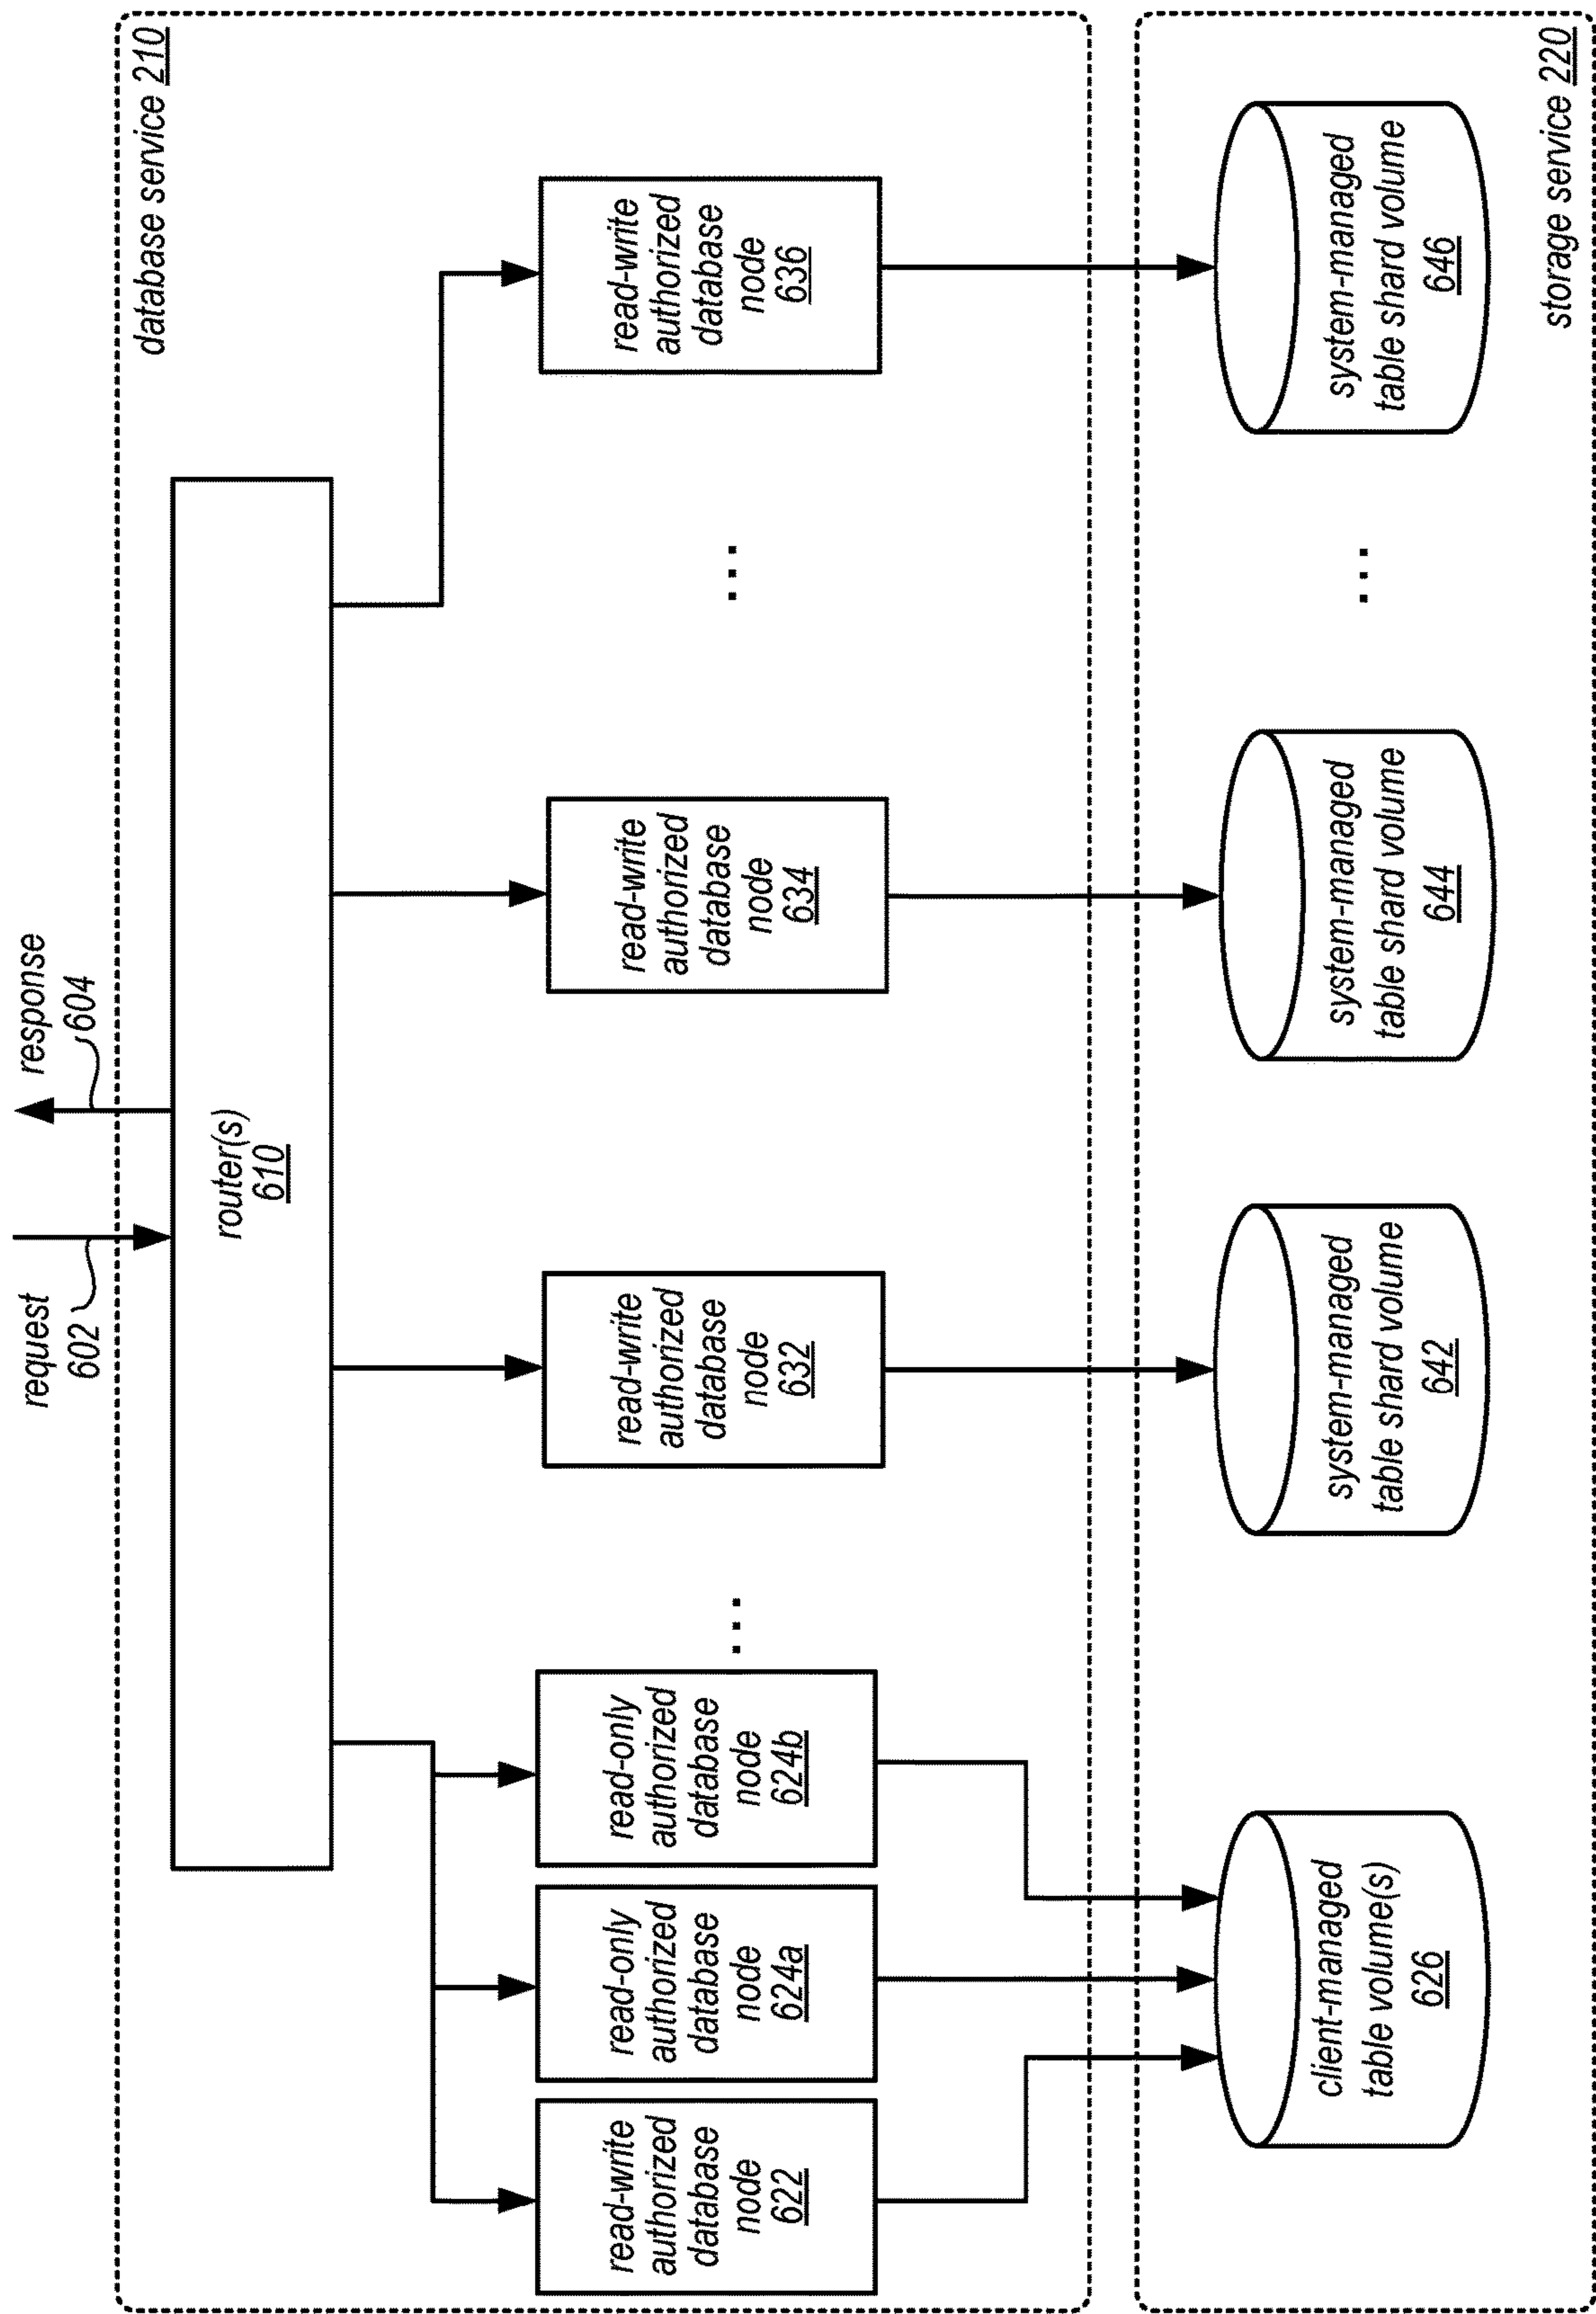 request
602
response
604
database service 210
router(s)
610
read-write
authorized
database
node
622
read-only
authorized
database
node
624a
read-only
authorized
database
node
624b
...
read-write
authorized
database
node
632
read-write
authorized
database
node
634
...
read-write
authorized
database
node
636
client-managed
table volume(s)
626
system-managed
table shard volume
642
system-managed
table shard volume
644
...
system-managed
table shard volume
646
storage service 220